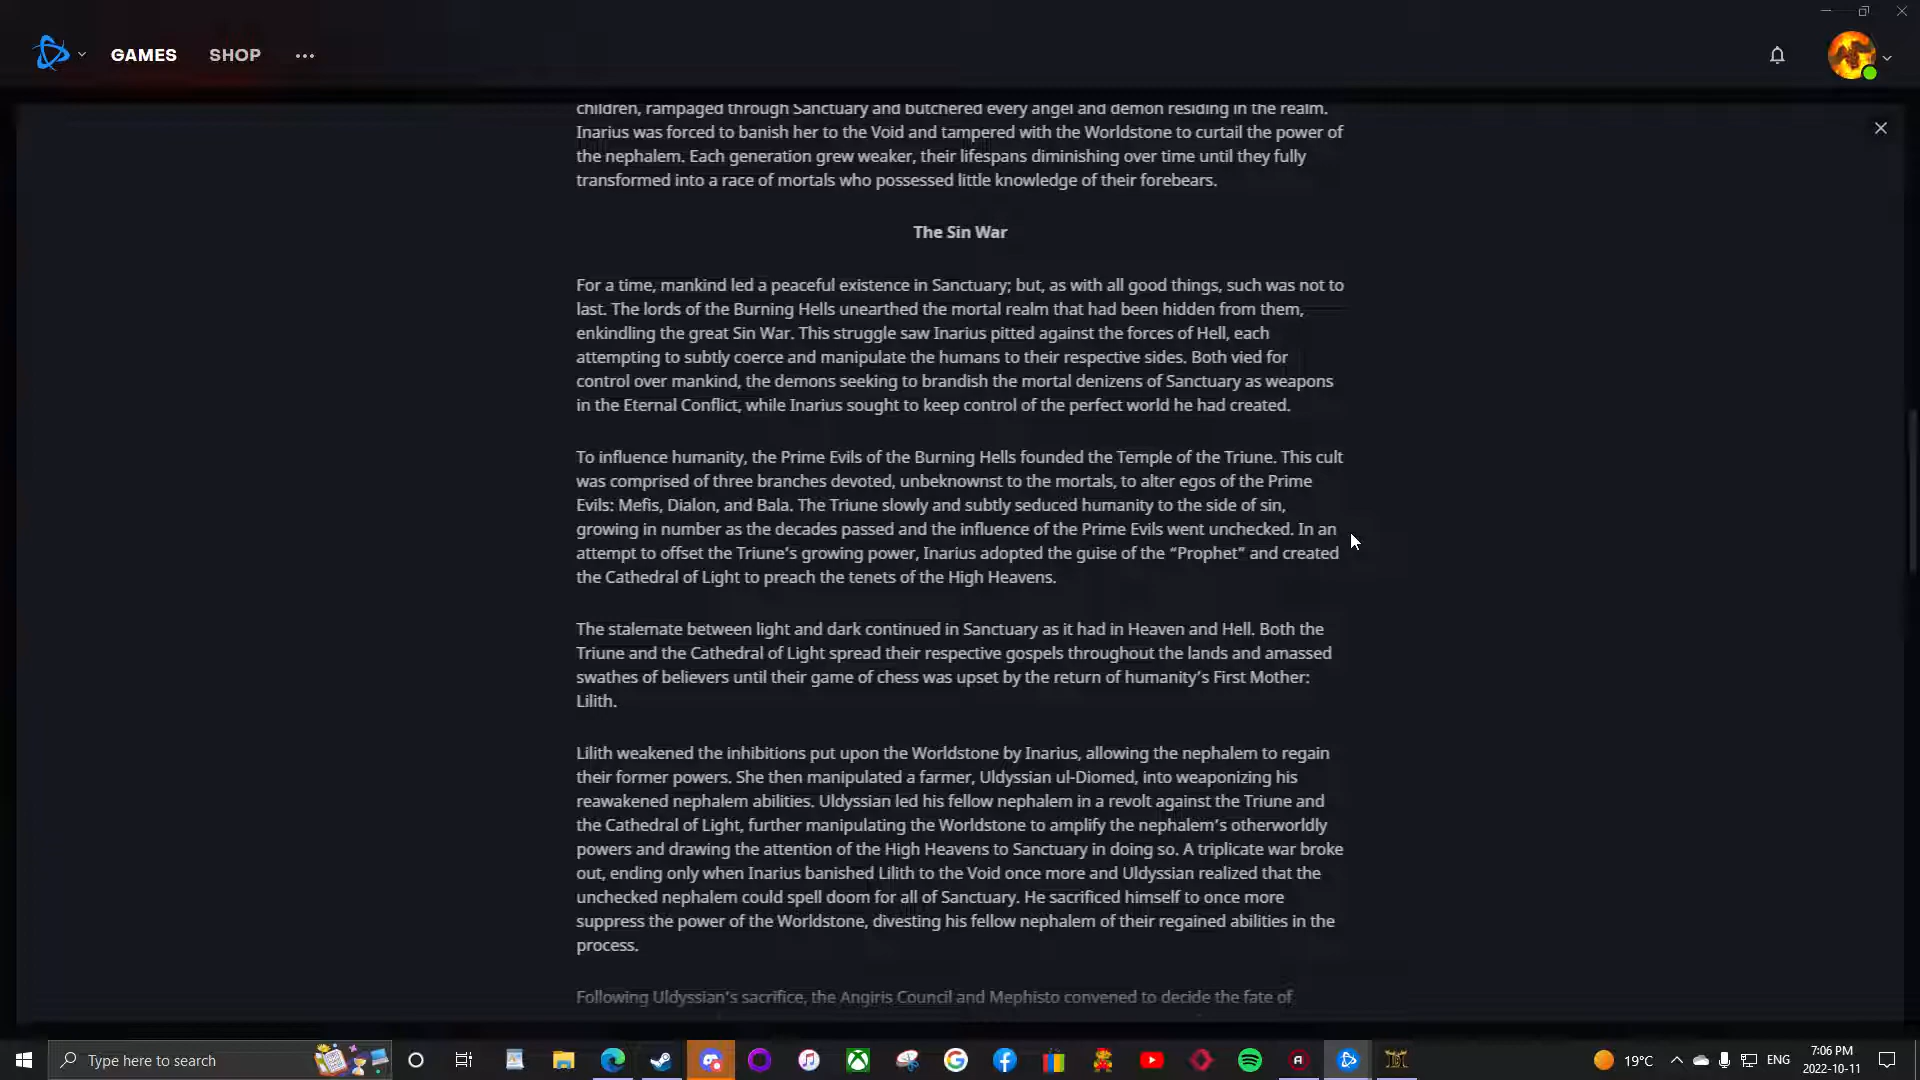 GAMES
SHOP
children, rampaged through Sanctuary and butchered every angel and demon residing in the realm.
Inarius was forced to banish her to the Void and tampered with the Worldstone to curtail the power of
the nephalem. Each generation grew weaker, their lifespans diminishing over time until they fully
transformed into a race of mortals who possessed little knowledge of their forebears.
The Sin War
For a time, mankind led a peaceful existence in Sanctuary; but, as with all good things, such was not to
last. The lords of the Burning Hells unearthed the mortal realm that had been hidden from them,
enkindling the great Sin War. This struggle saw Inarius pitted against the forces of Hell, each
attempting to subtly coerce and manipulate the humans to their respective sides. Both vied for
control over mankind, the demons seeking to brandish the mortal denizens of Sanctuary as weapons
in the Eternal Conflict, while Inarius sought to keep control of the perfect world he had created.
To influence humanity, the Prime Evils of the Burning Hells founded the Temple of the Triune. This cult
was comprised of three branches devoted, unbeknownst to the mortals, to alter egos of the Prime
Evils: Mefis, Dialon, and Bala. The Triune slowly and subtly seduced humanity to the side of sin,
growing in number as the decades passed and the influence of the Prime Evils went unchecked. In an
attempt to offset the Triune's growing power, Inarius adopted the guise of the “Prophet” and created
the Cathedral of Light to preach the tenets of the High Heavens.
The stalemate between light and dark continued in Sanctuary as it had in Heaven and Hell. Both the
Triune and the Cathedral of Light spread their respective gospels throughout the lands and amassed
swathes of believers until their game of chess was upset by the return of humanity's First Mother:
Lilith.
Lilith weakened the inhibitions put upon the Worldstone by Inarius, allowing the nephalem to regain
their former powers. She then manipulated a farmer, Uldyssian ul-Diomed, into weaponizing his
reawakened nephalem abilities. Uldyssian led his fellow nephalem in a revolt against the Triune and
the Cathedral of Light, further manipulating the Worldstone to amplify the nephalem's otherworldly
powers and drawing the attention of the High Heavens to Sanctuary in doing so. A triplicate war broke
out, ending only when Inarius banished Lilith to the Void once more and Uldyssian realized that the
unchecked nephalem could spell doom for all of Sanctuary. He sacrificed himself to once more
suppress the power of the Worldstone, divesting his fellow nephalem of their regained abilities in the
process.
Following Uldyssian's sacrifice, the Angiris Council and Mephisto convened to decide the fate of
Type here to search
19°C
ENG
7:06 PM
2022-10-11